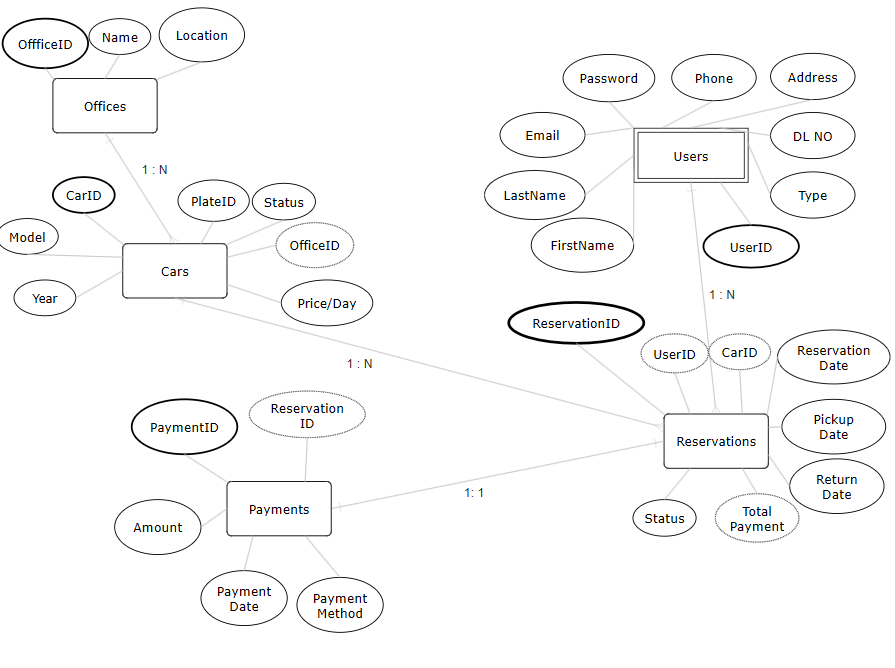 OffficeID
Name
Location
Offices
1 : N
CarID
PlateID
Status
Model
OfficeID
Cars
Year
Price/Day
1 : N
Password
Phone
Address
Email
DL NO
Users
LastName
Type
FirstName
UserID
1 : N
ReservationID
UserID
CarID
Reservation
Date
Pickup
Date
Reservations
Return
Date
Status
Total
Payment
1: 1
PaymentID
Reservation
ID
Payments
Amount
Payment
Date
Payment
Method